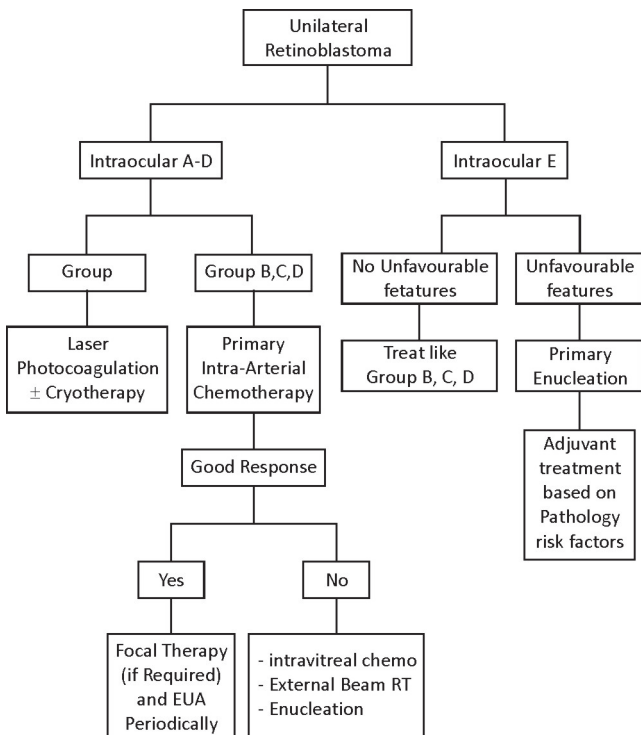 Unilateral
Retinoblastoma
Intraocular A-D
Intraocular E
Group
Group B,C,D
No Unfavourable
fetatures
Unfavourable
features
Laser
Photocoagulation
± Cryotherapy
Primary
Intra-Arterial
Chemotherapy
Treat like
Group B, C, D
Primary
Enucleation
Good Response
Adjuvant
treatment
based on
Pathology
risk factors
Yes
No
Focal Therapy
(if Required)
and EUA
Periodically
- intravitreal chemo
- External Beam RT
- Enucleation